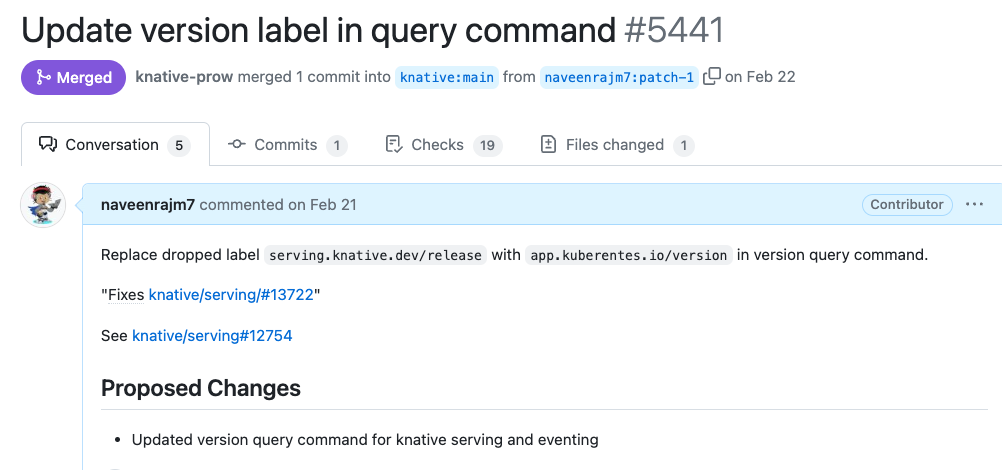 Update version label in query command #5441
Merged knative-prow merged 1 commit into knative:main from naveenrajm7:patch-1 on Feb 22
Conversation 5 Commits 1 Checks 19 Files changed 1
naveenrajm7 commented on Feb 21 Contributor ...
Replace dropped label serving.knative.dev/release with app.kuberentes.io/version in version query command.
"Fixes knative/serving/#13722"
See knative/serving#12754
Proposed Changes
• Updated version query command for knative serving and eventing